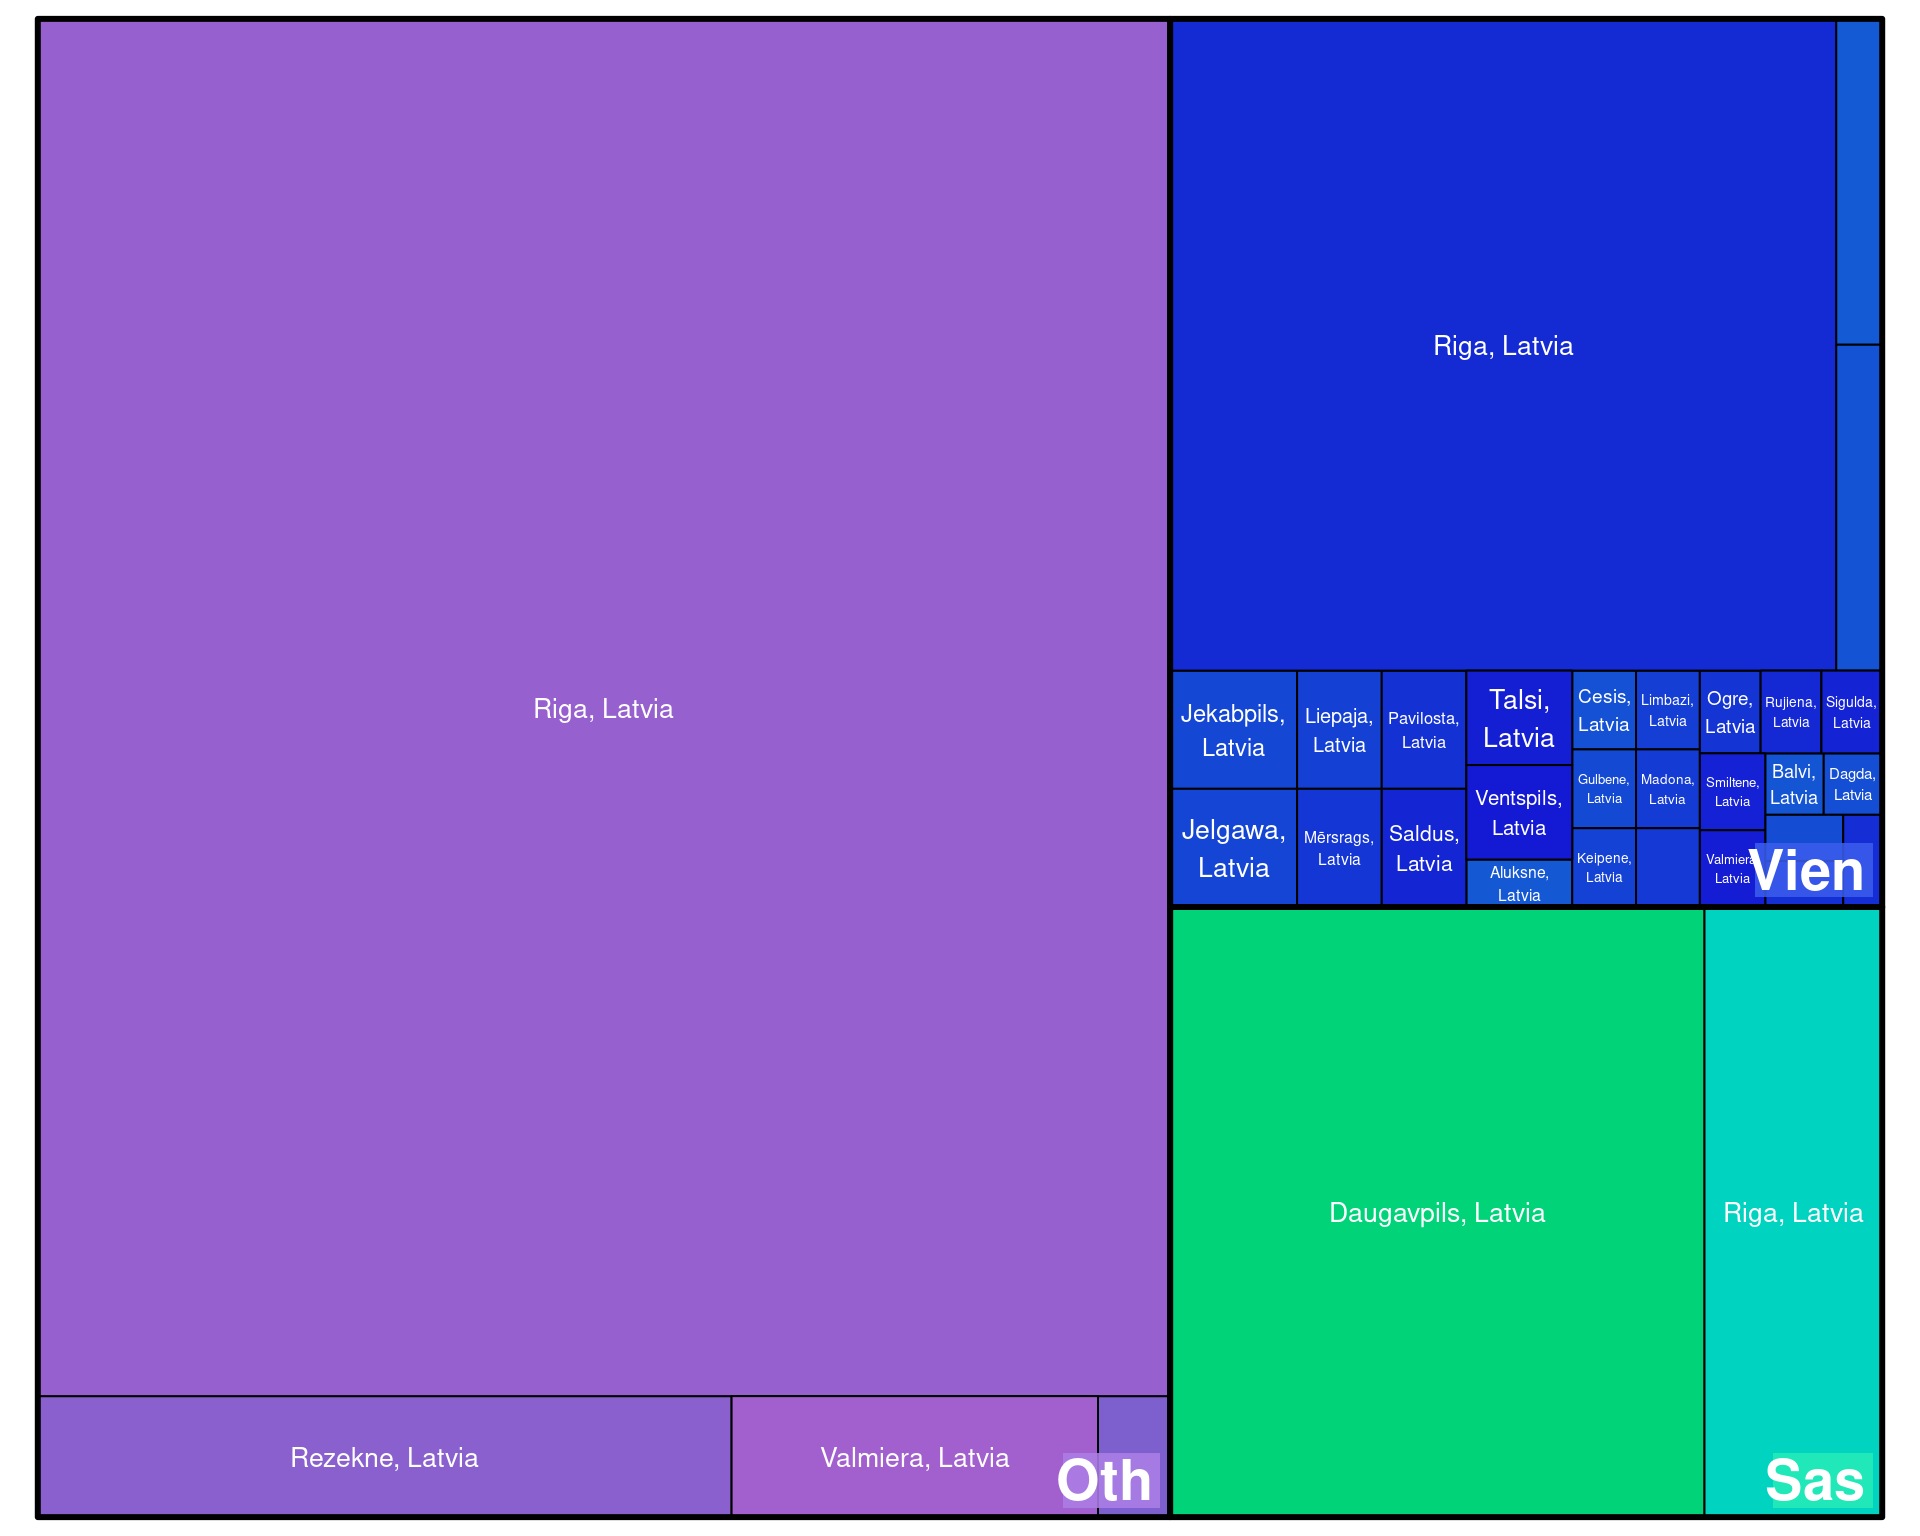 Riga, Latvia
Rezekne, Latvia
Valmiera, Latvia
Oth
Riga, Latvia
Jekabpils,
Latvia
Liepaja,
Latvia
Pavilosta,
Latvia
Talsi,
Latvia
Cesis,
Latvia
Limbazi,
Latvia
Ogre,
Latvia
Rujiena,
Latvia
Sigulda,
Latvia
Jelgawa,
Latvia
Mērsrags,
Latvia
Saldus,
Latvia
Ventspils,
Latvia
Aluksne,
Latvia
Gulbene,
Latvia
Madona,
Latvia
Keipene,
Latvia
Smiltene,
Latvia
Balvi,
Latvia
Dagda,
Latvia
Valmiera,
Latvia
Vien
Daugavpils, Latvia
Riga, Latvia
Sas